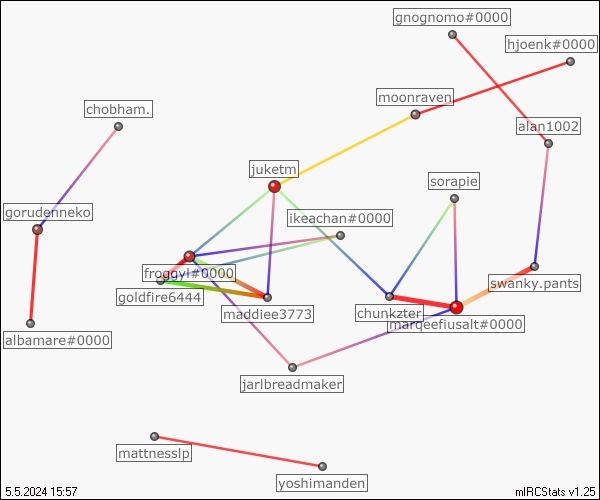 gnognomo#0000
hjoenk#0000
moonraven
chobham.
alan1002
juketm
sorapie
gorudenneko
ikeachan#0000
froggyl#0000
swanky.pants
goldfire6444
maddiee3773
chunkzter
marqeefiusalt#0000
albamare#0000
jarlbreadmaker
mattnesslp
yoshimanden
5.5.2024 15:57
mIRCStats v1.25